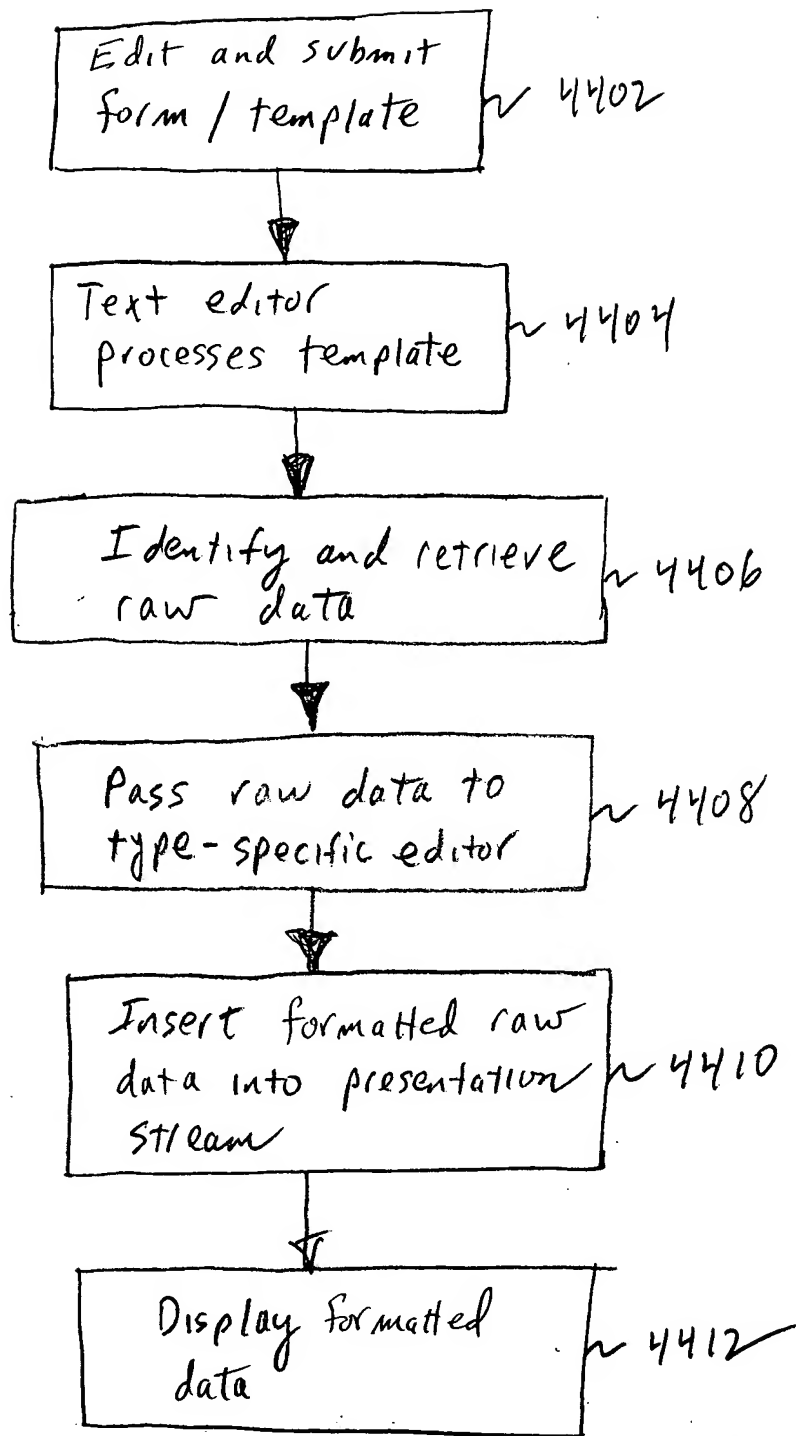 Edit and submit
form / template
4402
Text editor
processes template
4404
Identify and retrieve
raw data
4406
Pass raw data to
type-specific editor
4408
Insert formatted raw
data into presentation
stream
4410
Display formatted
data
4412